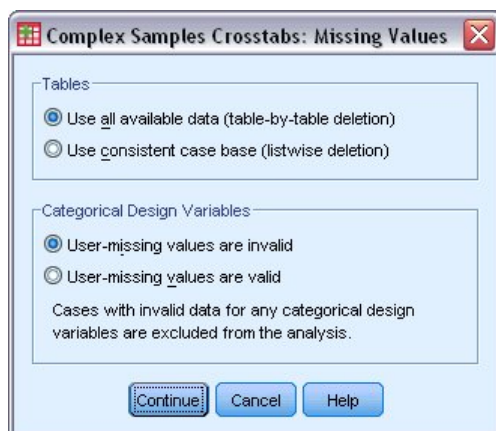 Complex Samples Crosstabs: Missing Values
Tables
Use all available data (table-by-table deletion)
Use consistent case base (listwise deletion)
Categorical Design Variables
User-missing values are invalid
User-missing values are valid
Cases with invalid data for any categorical design
variables are excluded from the analysis.
Continue Cancel Help